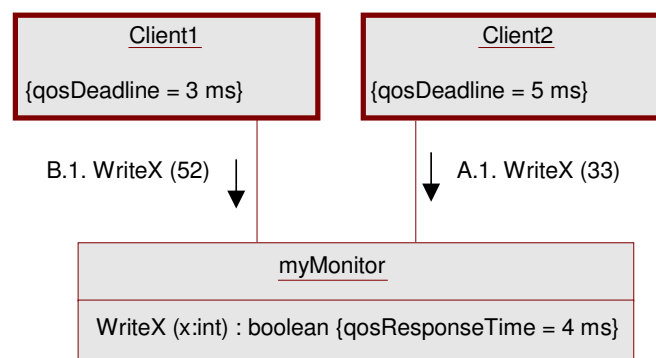 Client1
{qosDeadline = 3 ms}
Client2
{qosDeadline = 5 ms}
B.1. WriteX (52)
A.1. WriteX (33)
myMonitor
WriteX (x:int) : boolean {qosResponseTime = 4 ms}